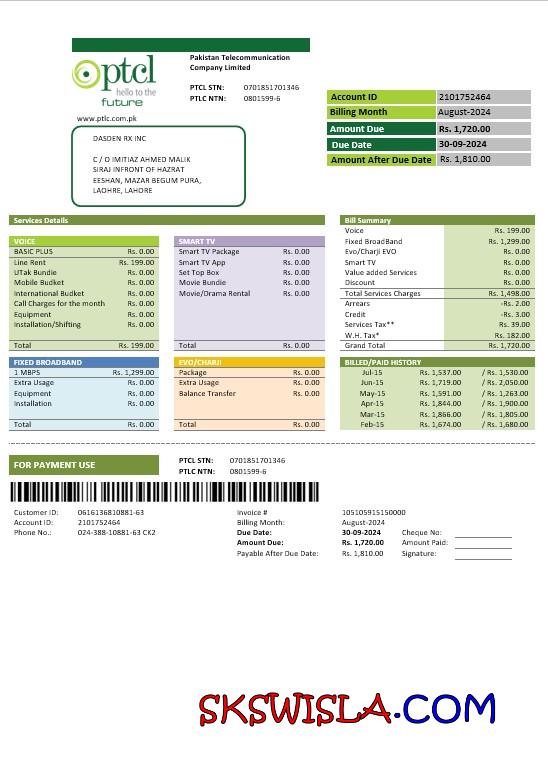 ptcl
hello to the
future
www.ptlc.com.pk
Pakistan Telecommunication
Company Limited
PTCL STN: 0701851701346
PTLC NTN: 0801599-6
Account ID 2101752464
Billing Month August-2024
Amount Due Rs. 1,720.00
Due Date 30-09-2024
Amount After Due Date Rs. 1,810.00
DASDEN RX INC
C / O IMITIAZ AHMED MALIK
SIRAJ INFRONT OF HAZRAT
EESHAN, MAZAR BEGUM PURA,
LAOHRE, LAHORE
Services Details
VOICE
BASIC PLUS Rs. 0.00
Line Rent Rs. 199.00
UTak Bundie Rs. 0.00
Mobile Budket Rs. 0.00
International Budket Rs. 0.00
Call Charges for the month Rs. 0.00
Equipment Rs. 0.00
Installation/Shifting Rs. 0.00
Total Rs. 199.00
SMART TV
Smart TV Package Rs. 0.00
Smart TV App Rs. 0.00
Set Top Box Rs. 0.00
Movie Bundie Rs. 0.00
Movie/Drama Rental Rs. 0.00
Total Rs. 0.00
Bill Summary
Voice Rs. 199.00
Fixed BroadBand Rs. 1,299.00
Evo/Charji EVO Rs. 0.00
Smart TV Rs. 0.00
Value added Services Rs. 0.00
Discount Rs. 0.00
Total Services Charges Rs. 1,498.00
Arrears -Rs. 2.00
Credit -Rs. 3.00
Services Tax** Rs. 39.00
W.H. Tax* Rs. 182.00
Grand Total Rs. 1,720.00
FIXED BROADBAND
1 MBPS Rs. 1,299.00
Extra Usage Rs. 0.00
Equipment Rs. 0.00
Installation Rs. 0.00
Total Rs. 0.00
EVO/CHARJI
Package Rs. 0.00
Extra Usage Rs. 0.00
Balance Transfer Rs. 0.00
Total Rs. 0.00
BILLED/PAID HISTORY
Jul-15 Rs. 1,537.00 / Rs. 1,530.00
Jun-15 Rs. 1,719.00 / Rs. 2,050.00
May-15 Rs. 1,591.00 / Rs. 1,263.00
Apr-15 Rs. 1,844.00 / Rs. 1,900.00
Mar-15 Rs. 1,866.00 / Rs. 1,805.00
Feb-15 Rs. 1,674.00 / Rs. 1,680.00
FOR PAYMENT USE
PTCL STN: 0701851701346
PTLC NTN: 0801599-6
Customer ID: 0616136810881-63
Account ID: 2101752464
Phone No.: 024-388-10881-63 CK2
Invoice # 105105915150000
Billing Month: August-2024
Due Date: 30-09-2024 Cheque No:
Amount Due: Rs. 1,720.00 Amount Paid:
Payable After Due Date: Rs. 1,810.00 Signature:
SKSWISLA.COM